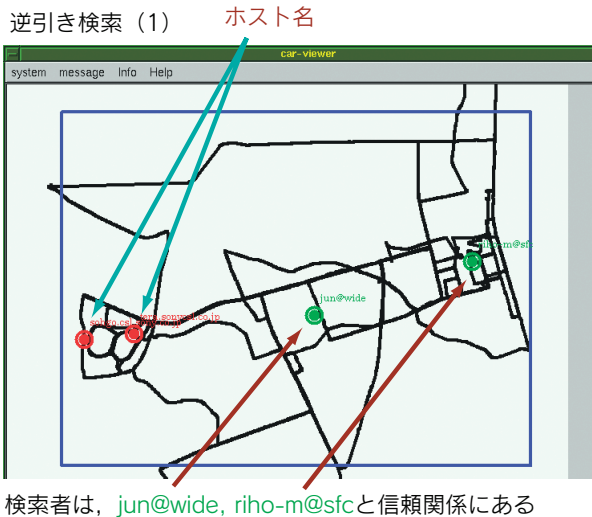 逆引き検索（1）
ホスト名
car-viewer
system message Info Help
riho-m@sfc
jun@wide
.co.jp
検索者は，jun@wide, riho-m@sfcと信頼関係にある